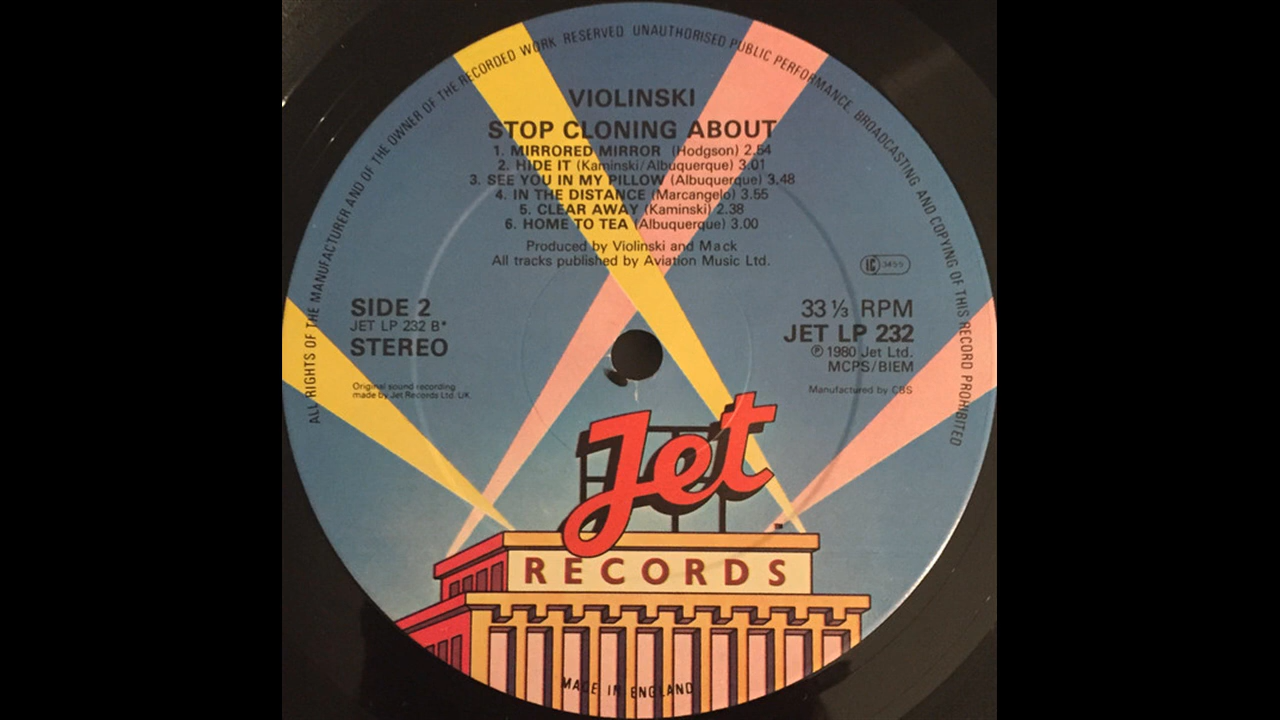 ALL RIGHTS OF THE MANUFACTURER AND OF THE OWNER OF THE RECORDED WORK RESERVED UNAUTHORISED PUBLIC PERFORMANCE, BROADCASTING AND COPYING OF THIS RECORD PROHIBITED
VIOLINSKI
STOP CLONING ABOUT
1. MIRRORED MIRROR (Hodgson) 2.54
2. HIDE IT (Kaminski/Albuquerque) 3.01
3. SEE YOU IN MY PILLOW (Albuquerque) 3.48
4. IN THE DISTANCE (Marcangelo) 3.55
5. CLEAR AWAY (Kaminski) 2.38
6. HOME TO TEA (Albuquerque) 3.00
Produced by Violinski and Mack
All tracks published by Aviation Music Ltd.
LC 3455
SIDE 2
JET LP 232 B*
STEREO
Original sound recording
made by Jet Records Ltd. UK.
33 1/3 RPM
JET LP 232
℗ 1980 Jet Ltd.
MCPS/BIEM
Manufactured by CBS
Jet
RECORDS
MADE IN ENGLAND